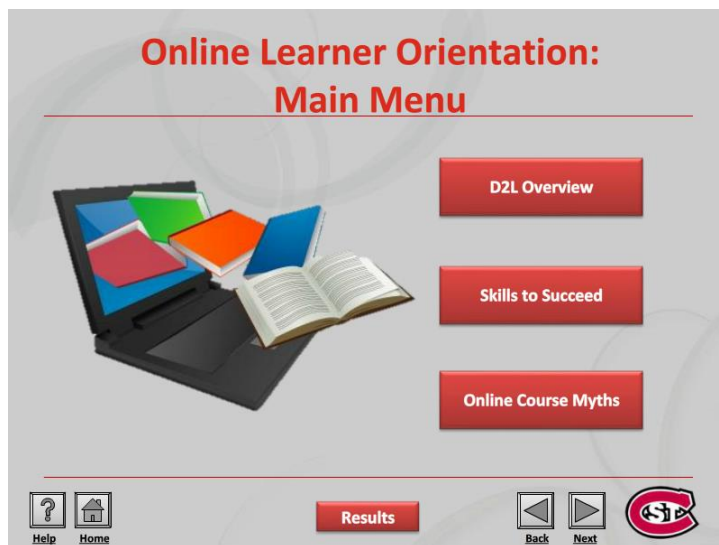 Online Learner Orientation:
Main Menu
D2L Overview
Skills to Succeed
Online Course Myths
?
Results
Help
Home
Back
Next